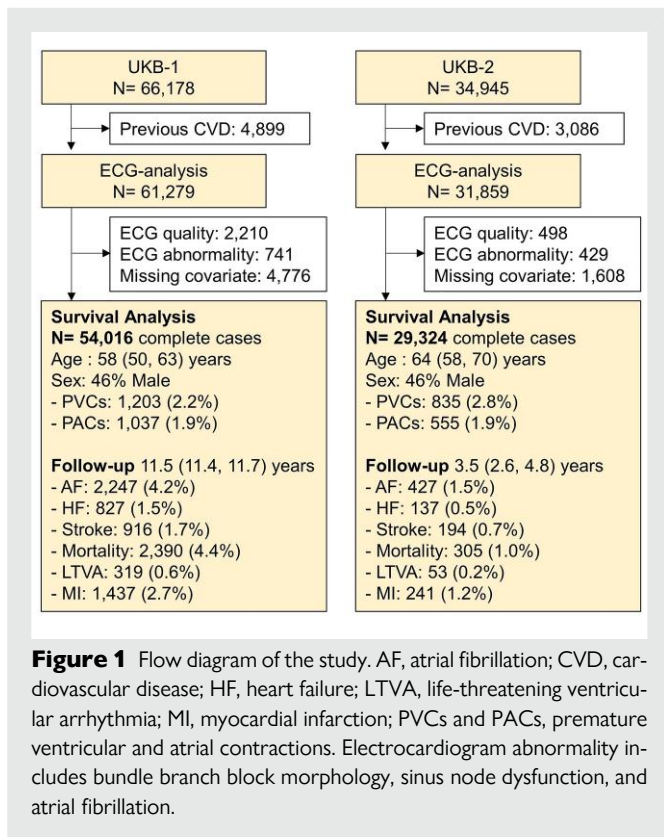 UKB-1
N= 66,178
Previous CVD: 4,899
ECG-analysis
N= 61,279
ECG quality: 2,210
ECG abnormality: 741
Missing covariate: 4,776
Survival Analysis
N= 54,016 complete cases
Age : 58 (50, 63) years
Sex: 46% Male
- PVCs: 1,203 (2.2%)
- PACs: 1,037 (1.9%)
Follow-up 11.5 (11.4, 11.7) years
- AF: 2,247 (4.2%)
- HF: 827 (1.5%)
- Stroke: 916 (1.7%)
- Mortality: 2,390 (4.4%)
- LTVA: 319 (0.6%)
- MI: 1,437 (2.7%)
UKB-2
N= 34,945
Previous CVD: 3,086
ECG-analysis
N= 31,859
ECG quality: 498
ECG abnormality: 429
Missing covariate: 1,608
Survival Analysis
N= 29,324 complete cases
Age: 64 (58, 70) years
Sex: 46% Male
- PVCs: 835 (2.8%)
- PACs: 555 (1.9%)
Follow-up 3.5 (2.6, 4.8) years
- AF: 427 (1.5%)
- HF: 137 (0.5%)
- Stroke: 194 (0.7%)
- Mortality: 305 (1.0%)
- LTVA: 53 (0.2%)
- MI: 241 (1.2%)
Figure 1 Flow diagram of the study. AF, atrial fibrillation; CVD, car-
diovascular disease; HF, heart failure; LTVA, life-threatening ventricu-
lar arrhythmia; MI, myocardial infarction; PVCs and PACs, premature
ventricular and atrial contractions. Electrocardiogram abnormality in-
cludes bundle branch block morphology, sinus node dysfunction, and
atrial fibrillation.